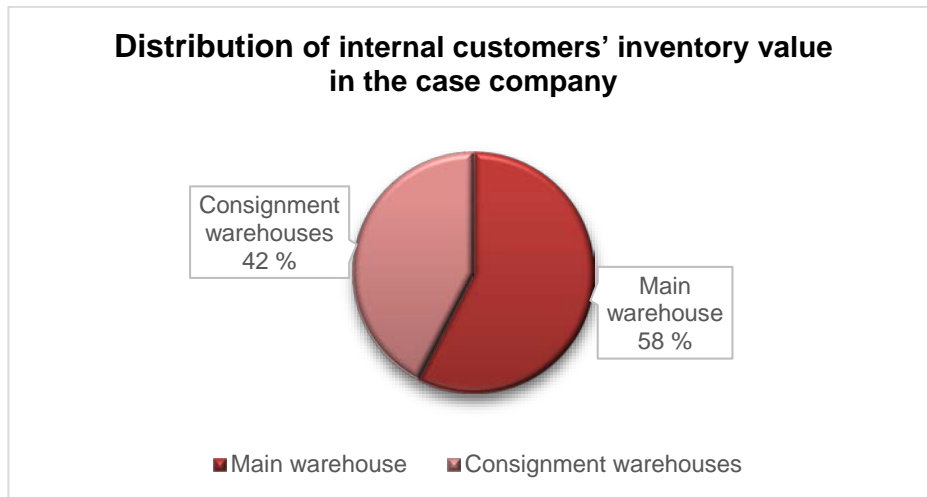 Distribution of internal customers’ inventory value
in the case company
Consignment
warehouses
42 %
Main
warehouse
58 %
Main warehouse
Consignment warehouses